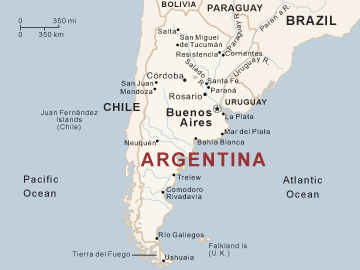 BOLIVIA
PARAGUAY
BRAZIL
0 350 mi
0 350 km
Salta
San Miguel
de Tucumán
Resistencia
Corrientes
Paraguay R.
Paraná R.
Uruguay R.
Salado R.
Córdoba
Santa Fé
Paraná
San Juan
Mendoza
Rosario
URUGUAY
CHILE
Buenos
Aires
La Plata
Juan Fernández
Islands
(Chile)
Mar del Plata
Neuquén
Bahía Blanca
ARGENTINA
Pacific
Ocean
Atlantic
Ocean
Trelew
Comodoro
Rivadavia
Río Gallegos
Falkland Is.
(U.K.)
Tierra del Fuego
Ushuaia